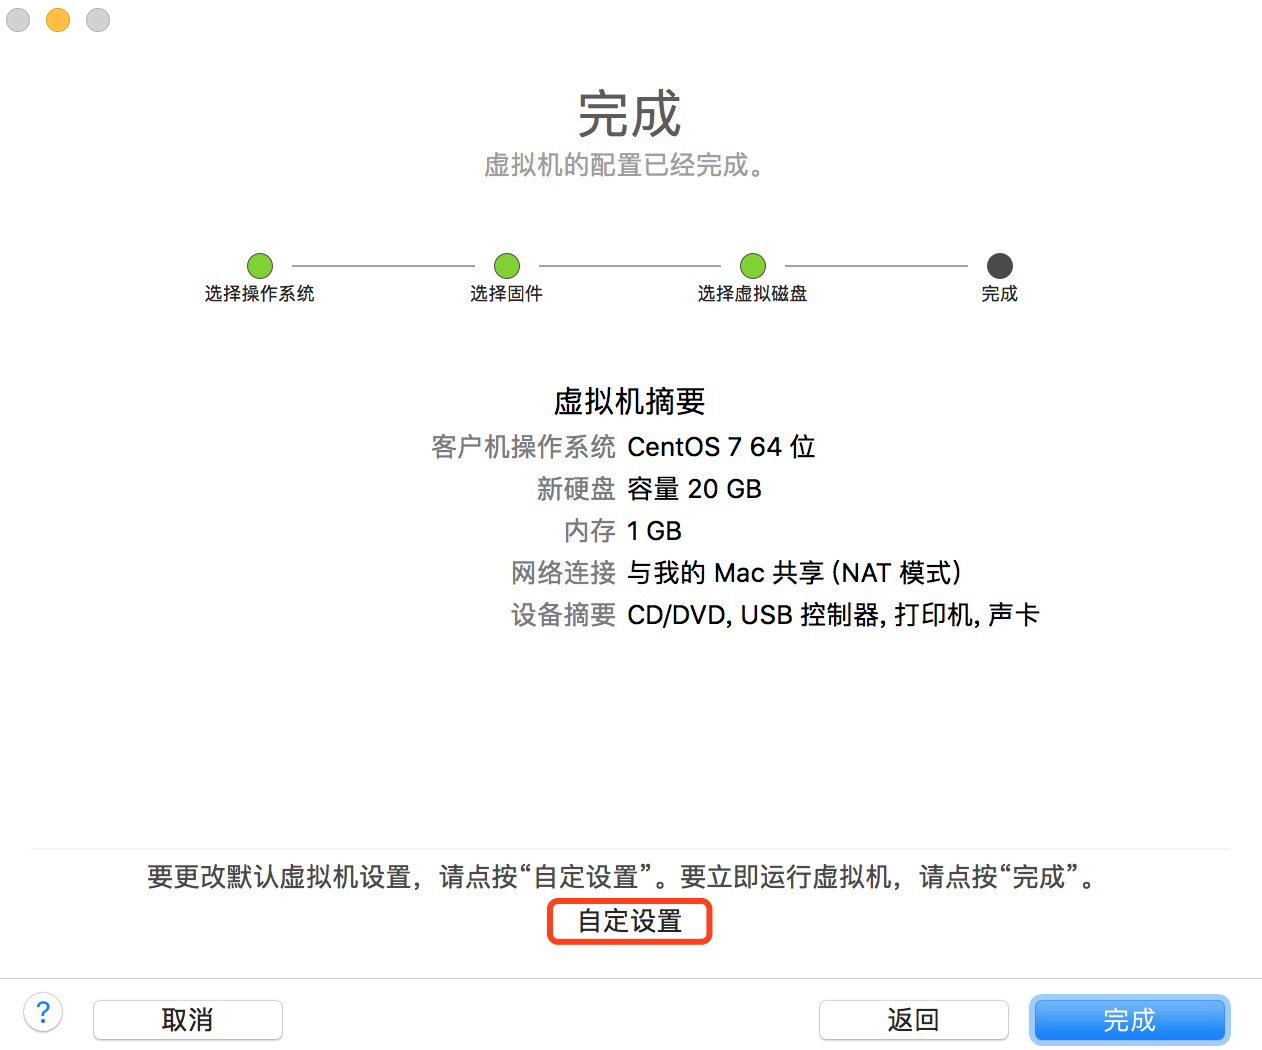 完成
虚拟机的配置已经完成。
选择操作系统
选择固件
选择虚拟磁盘
完成
虚拟机摘要
客户机操作系统 CentOS 7 64 位
新硬盘 容量 20 GB
内存 1 GB
网络连接 与我的 Mac 共享 (NAT 模式)
设备摘要 CD/DVD, USB 控制器, 打印机, 声卡
要更改默认虚拟机设置，请点按“自定设置”。要立即运行虚拟机，请点按“完成”。
自定设置
?
取消
返回
完成